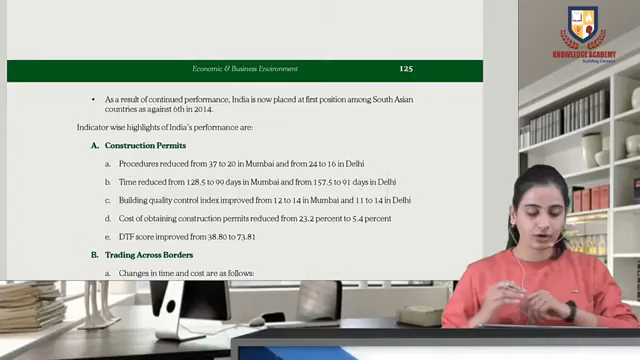 KNOWLEDGE ACADEMY
Building Careers
Economic & Business Environment 125
• As a result of continued performance, India is now placed at first position among South Asian
countries as against 6th in 2014.
Indicator wise highlights of India's performance are:
A. Construction Permits
a. Procedures reduced from 37 to 20 in Mumbai and from 24 to 16 in Delhi
b. Time reduced from 128.5 to 99 days in Mumbai and from 157.5 to 91 days in Delhi
c. Building quality control index improved from 12 to 14 in Mumbai and 11 to 14 in Delhi
d. Cost of obtaining construction permits reduced from 23.2 percent to 5.4 percent
e. DTF score improved from 38.80 to 73.81
B. Trading Across Borders
a. Changes in time and cost are as follows: